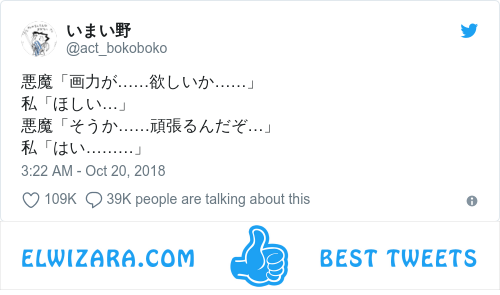 いまい野
@act_bokoboko
悪魔「画力が……欲しいか……」
私「ほしい…」
悪魔「そうか……頑張るんだぞ…」
私「はい………」
3:22 AM - Oct 20, 2018
109K 39K people are talking about this
ELWIZARA.COM BEST TWEETS